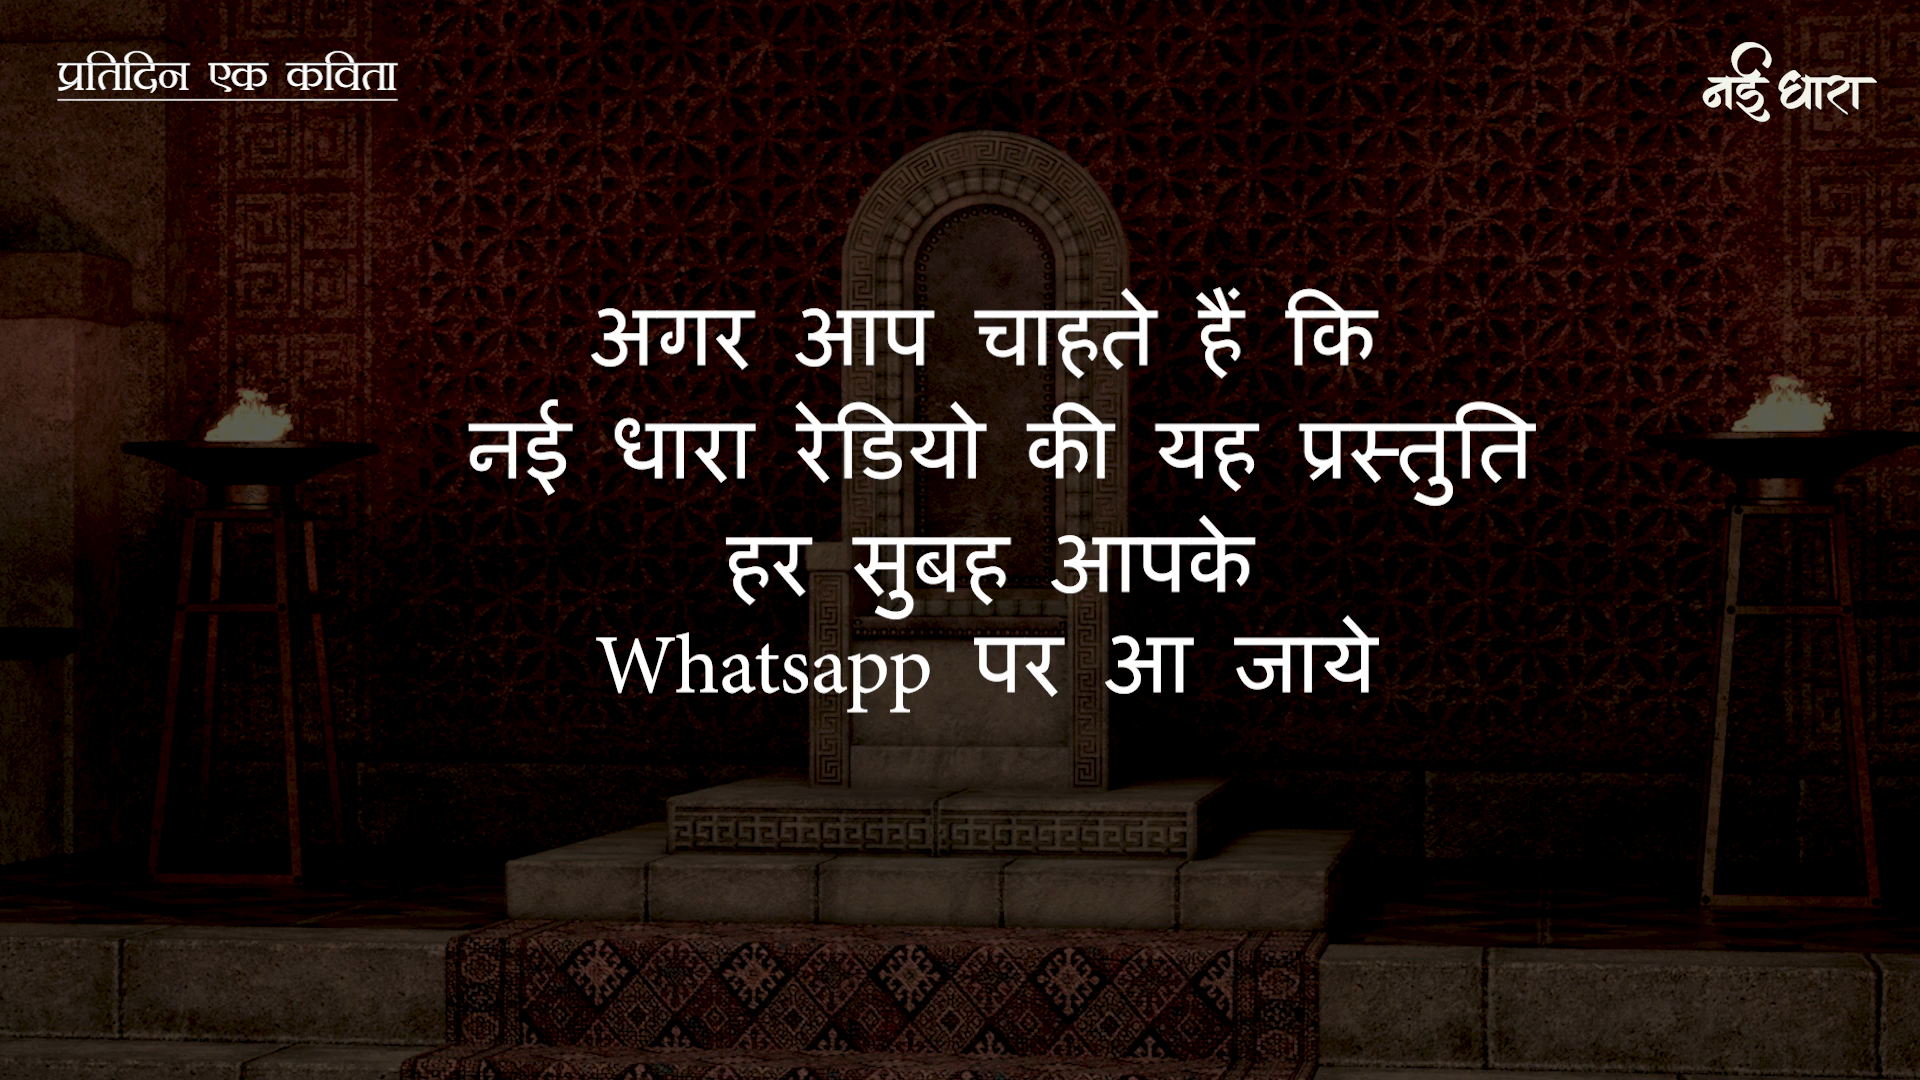 प्रतिदिन एक कविता
नई धारा
अगर आप चाहते हैं कि
नई धारा रेडियो की यह प्रस्तुति
हर सुबह आपके
Whatsapp पर आ जाये